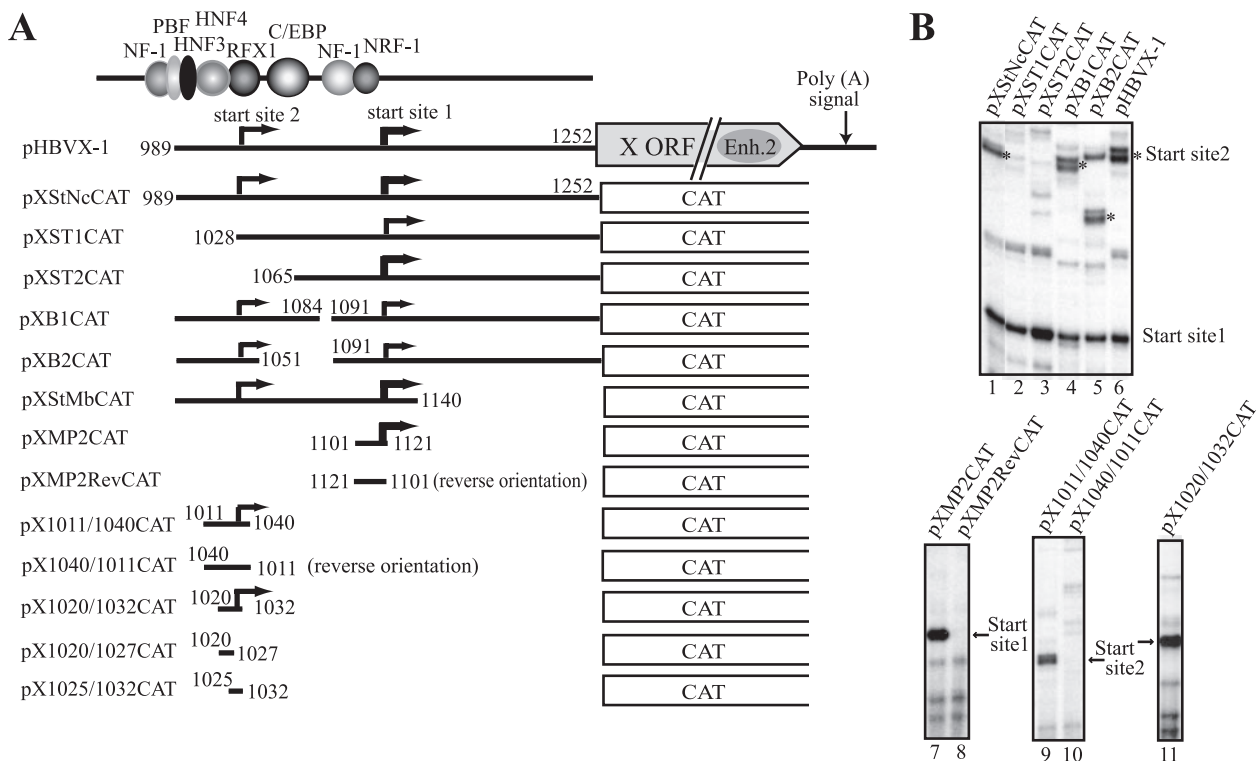 A
NF-1 PBF HNF3 HNF4 RFX1 C/EBP NF-1 NRF-1
start site 2 start site 1 Poly (A) signal
pHBVX-1 989 1252 X ORF Enh.2
pXStNcCAT 989 1252 CAT
pXST1CAT 1028 CAT
pXST2CAT 1065 CAT
pXB1CAT 1084 1091 CAT
pXB2CAT 1051 1091 CAT
pXStMbCAT 1140 CAT
pXMP2CAT 1101 1121 CAT
pXMP2RevCAT 1121 1101 (reverse orientation) CAT
pX1011/1040CAT 1011 1040 CAT
pX1040/1011CAT 1040 1011 (reverse orientation) CAT
pX1020/1032CAT 1020 1032 CAT
pX1020/1027CAT 1020 1027 CAT
pX1025/1032CAT 1025 1032 CAT
B
pXStNcCAT pXST1CAT pXST2CAT pXB1CAT pXB2CAT pHBVX-1
* * * * Start site2
Start site1
1 2 3 4 5 6
pXMP2CAT pXMP2RevCAT pX1011/1040CAT pX1040/1011CAT pX1020/1032CAT
Start site1
Start site2
7 8 9 10 11